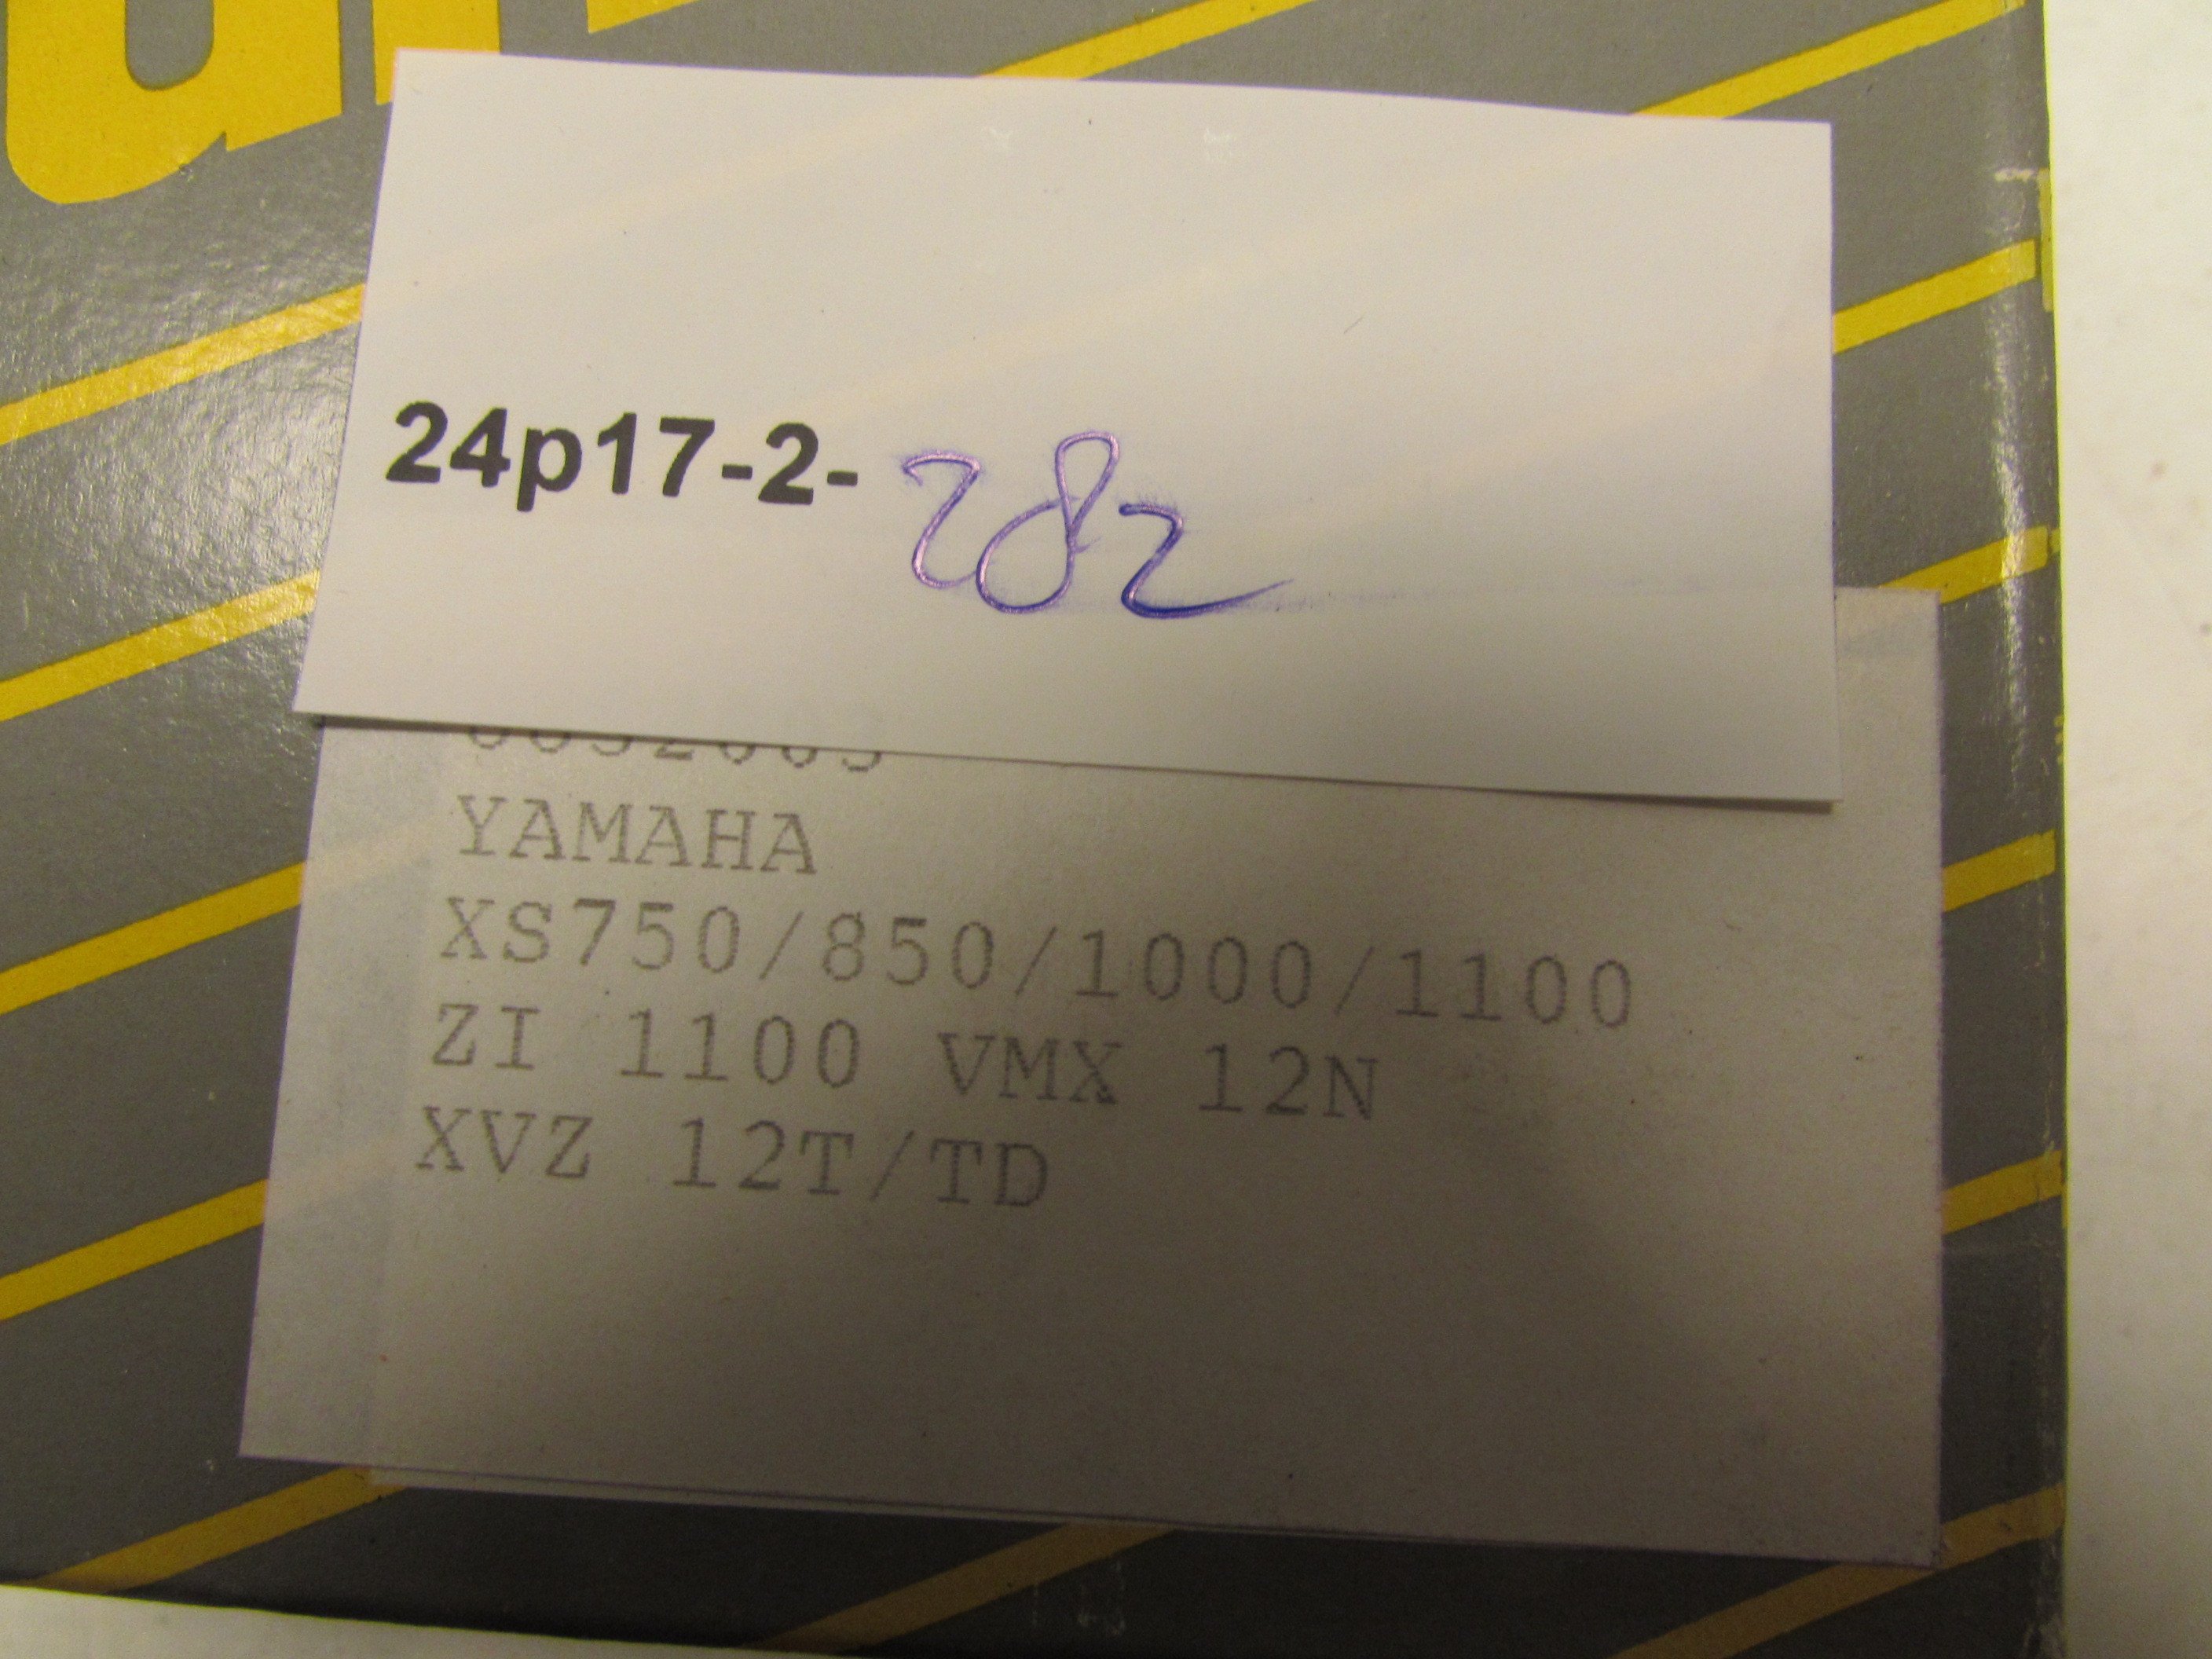 24p17-2-282
YAMAHA
XS750/850/1000/1100
ZI 1100 VMX 12N
XVZ 12T/TD